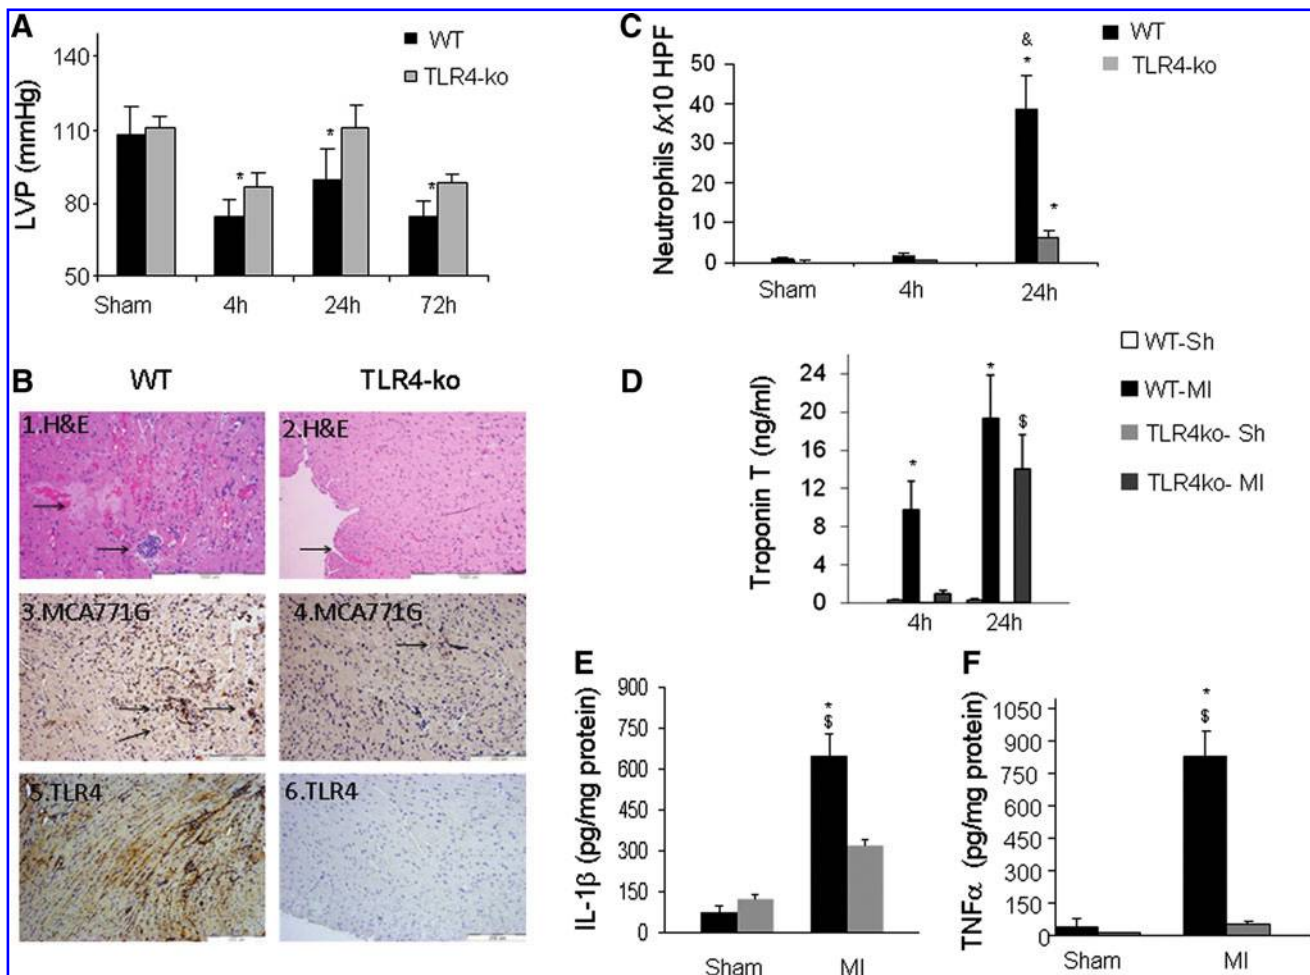 A
WT
TLR4-ko
LVP (mmHg)
140
110
80
50
Sham 4h 24h 72h
*
*
*
B
WT TLR4-ko
1.H&E
2.H&E
3.MCA771G
4.MCA771G
5.TLR4
6.TLR4
C
WT
TLR4-ko
Neutrophils /x10 HPF
50
40
30
20
10
0
&
*
*
Sham 4h 24h
D
WT-Sh
WT-MI
TLR4ko- Sh
TLR4ko- MI
Troponin T (ng/ml)
24
20
16
12
8
4
0
*
*
$
4h 24h
E
IL-1β (pg/mg protein)
900
750
600
450
300
150
0
*
$
Sham MI
F
TNFα (pg/mg protein)
1050
900
750
600
450
300
150
0
*
$
Sham MI